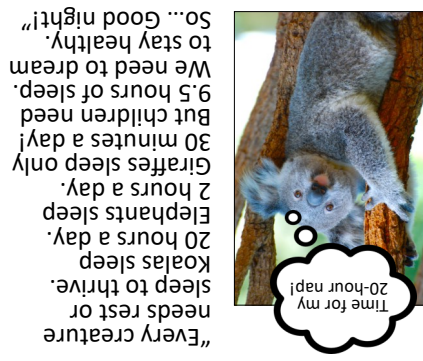 "Every creature
needs rest or
sleep to thrive.
Koalas sleep
20 hours a day.
Elephants sleep
2 hours a day.
Giraffes sleep only
30 minutes a day!
But children need
9.5 hours of sleep.
We need to dream
to stay healthy.
So... Good night!"
Time for my
20-hour nap!